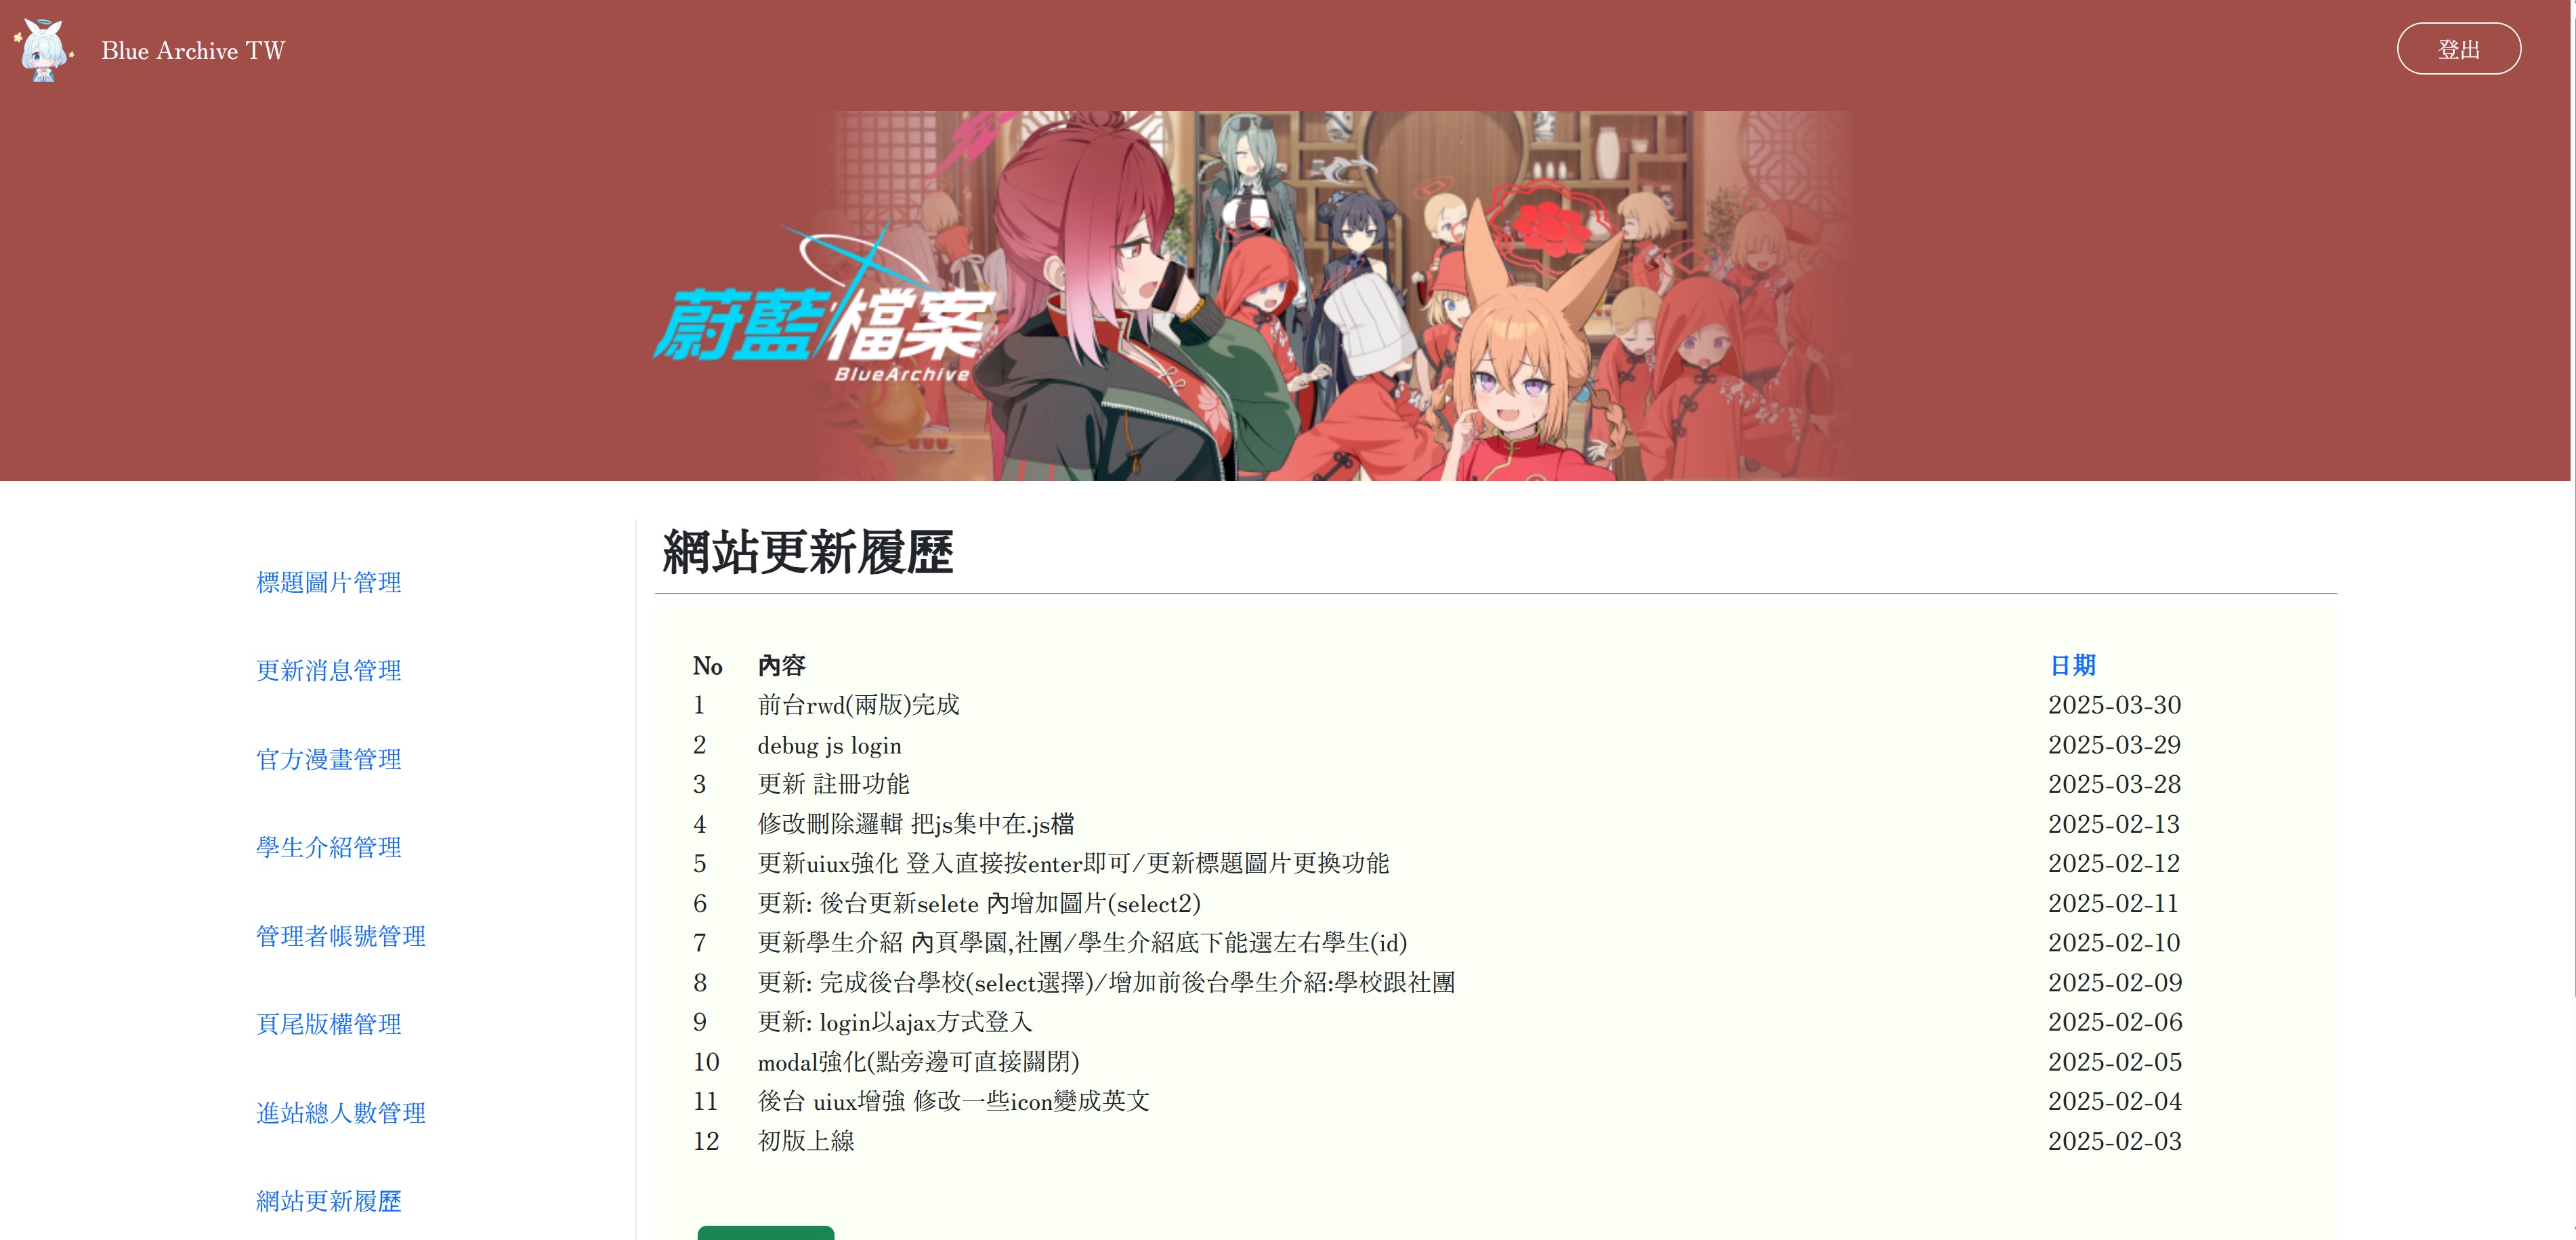 Blue Archive TW
登出
蔚藍檔案
BlueArchive
標題圖片管理
更新消息管理
官方漫畫管理
學生介紹管理
管理者帳號管理
頁尾版權管理
進站總人數管理
網站更新履歷
網站更新履歷
No 內容 日期
1 前台rwd(兩版)完成 2025-03-30
2 debug js login 2025-03-29
3 更新 註冊功能 2025-03-28
4 修改刪除邏輯 把js集中在.js檔 2025-02-13
5 更新uiux強化 登入直接按enter即可/更新標題圖片更換功能 2025-02-12
6 更新: 後台更新selete 內增加圖片(select2) 2025-02-11
7 更新學生介紹 內頁學園,社團/學生介紹底下能選左右學生(id) 2025-02-10
8 更新: 完成後台學校(select選擇)/增加前後台學生介紹:學校跟社團 2025-02-09
9 更新: login以ajax方式登入 2025-02-06
10 modal強化(點旁邊可直接關閉) 2025-02-05
11 後台 uiux增強 修改一些icon變成英文 2025-02-04
12 初版上線 2025-02-03